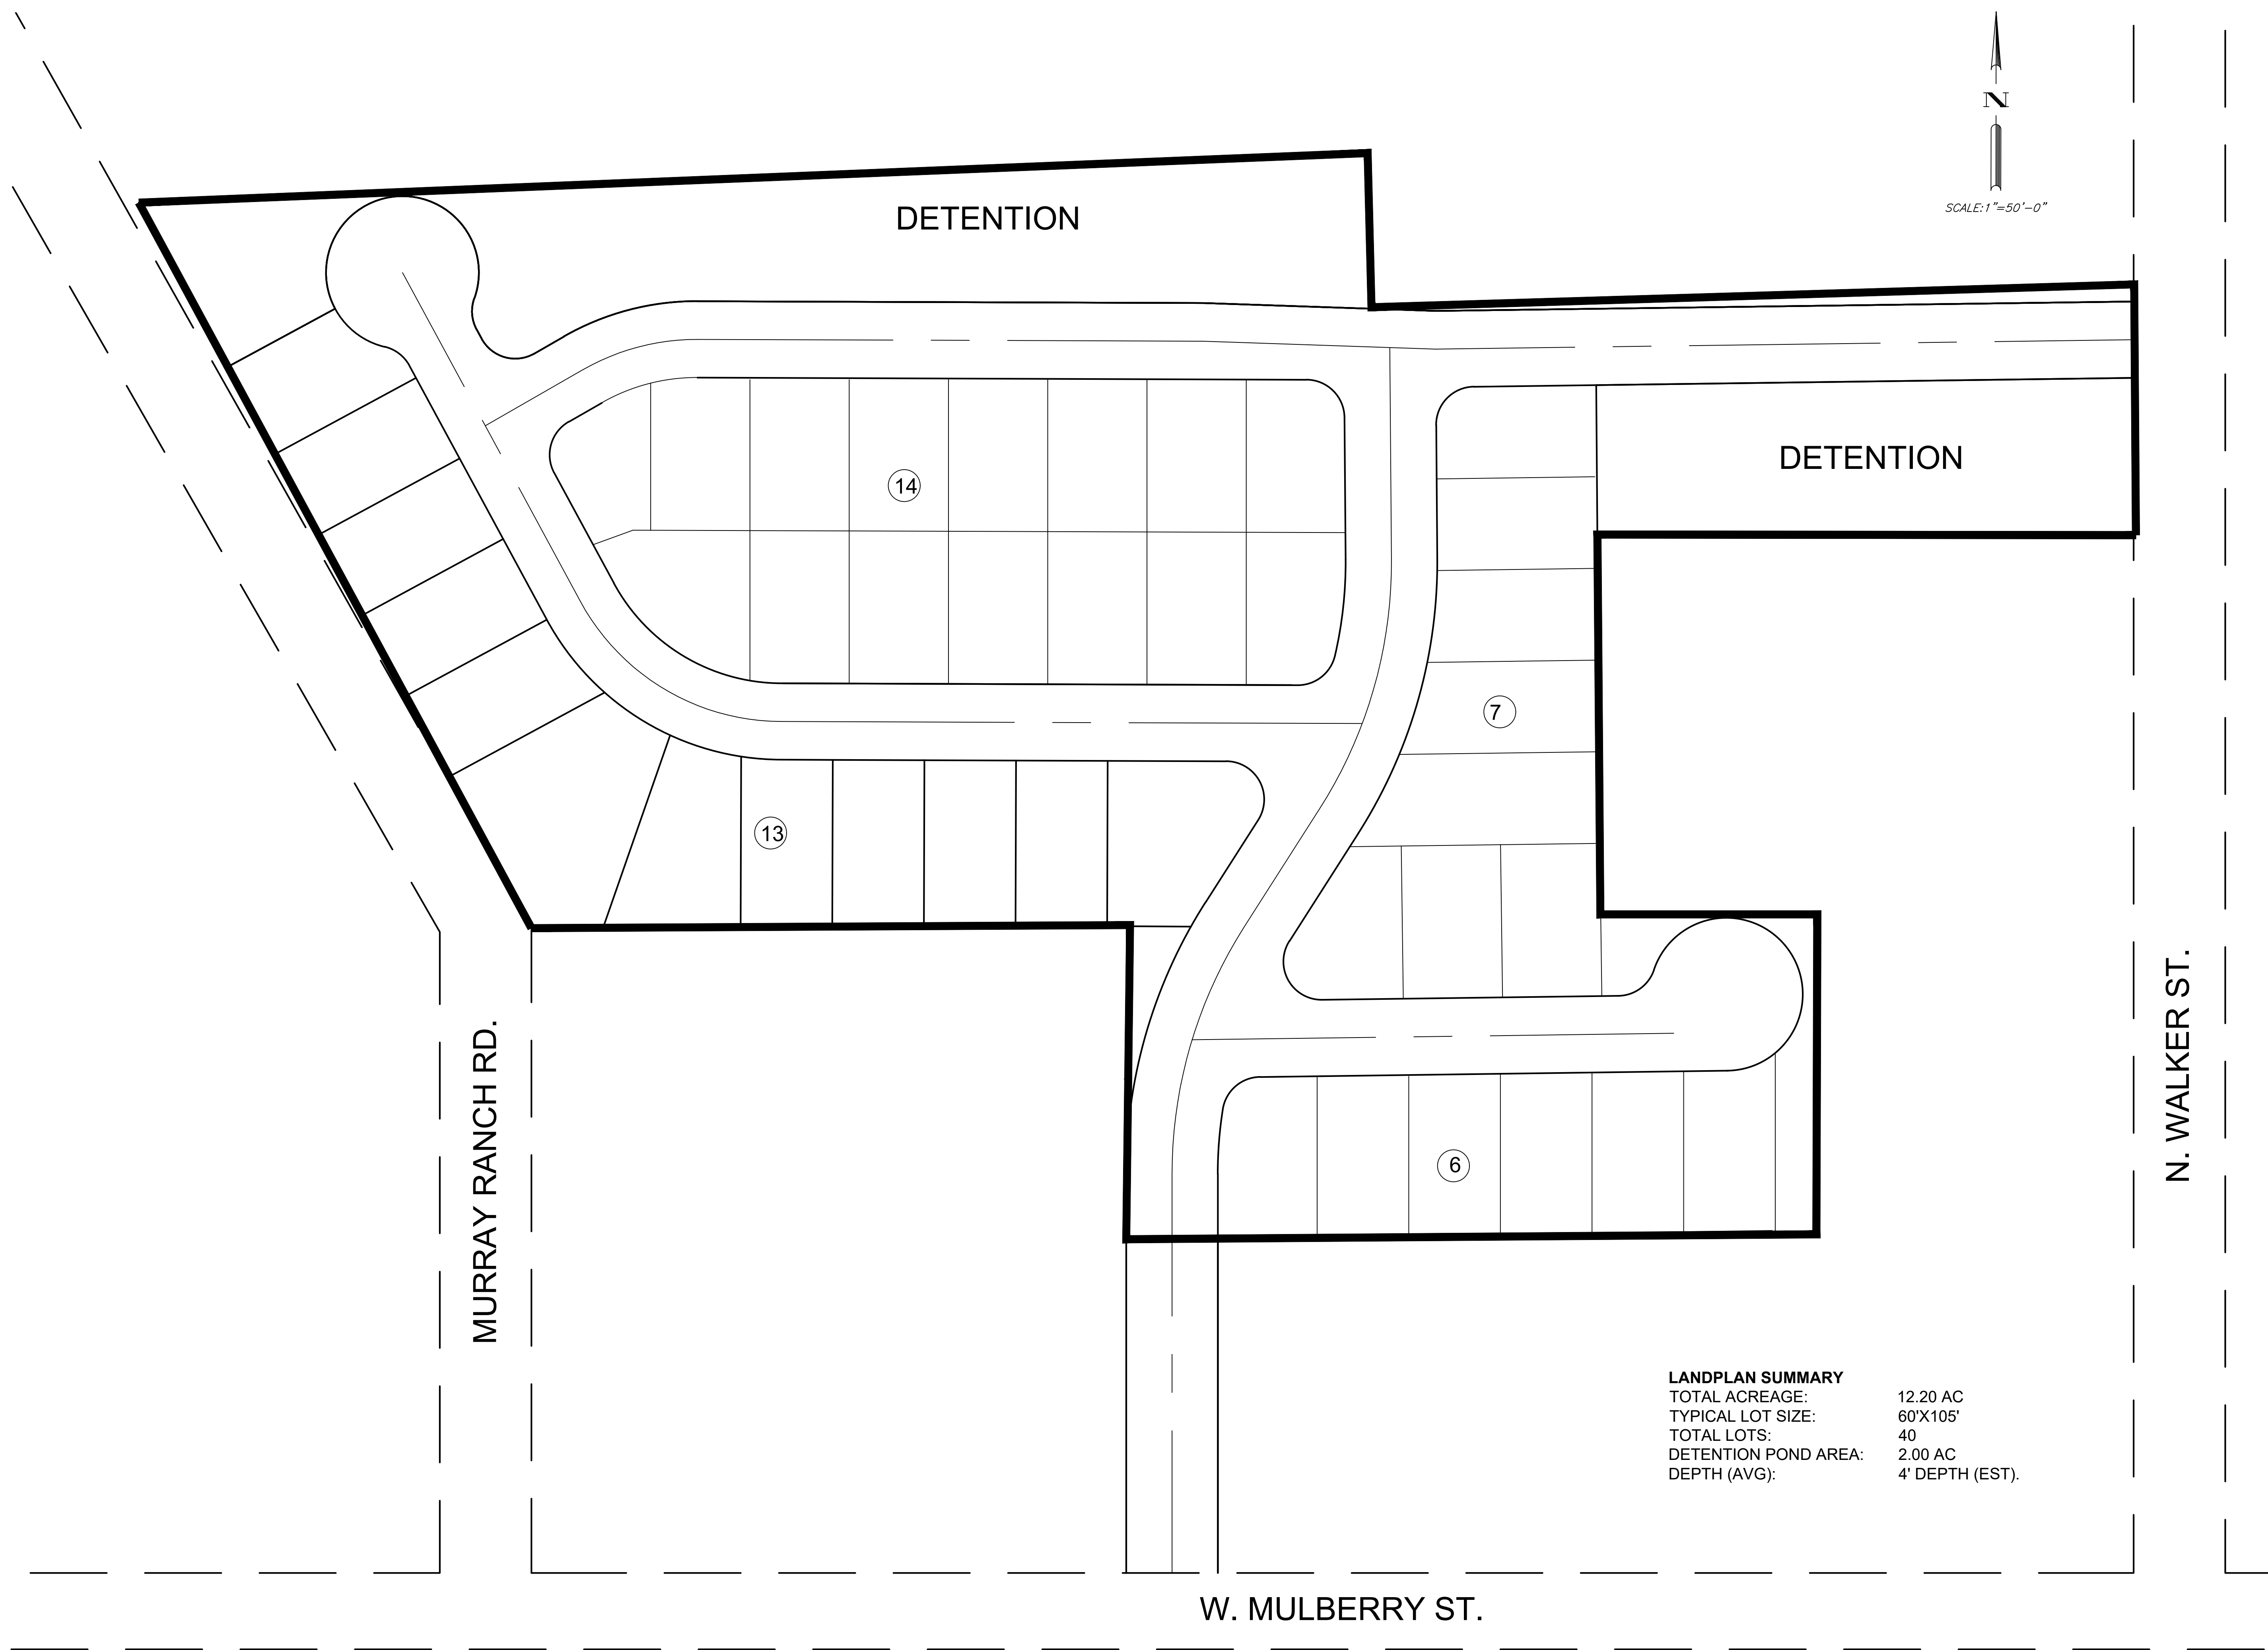 N
SCALE:1"=50'-0"
DETENTION
DETENTION
14
7
13
6
MURRAY RANCH RD.
N. WALKER ST.
LANDPLAN SUMMARY
TOTAL ACREAGE: 12.20 AC
TYPICAL LOT SIZE: 60'X105'
TOTAL LOTS: 40
DETENTION POND AREA: 2.00 AC
DEPTH (AVG): 4' DEPTH (EST).
W. MULBERRY ST.